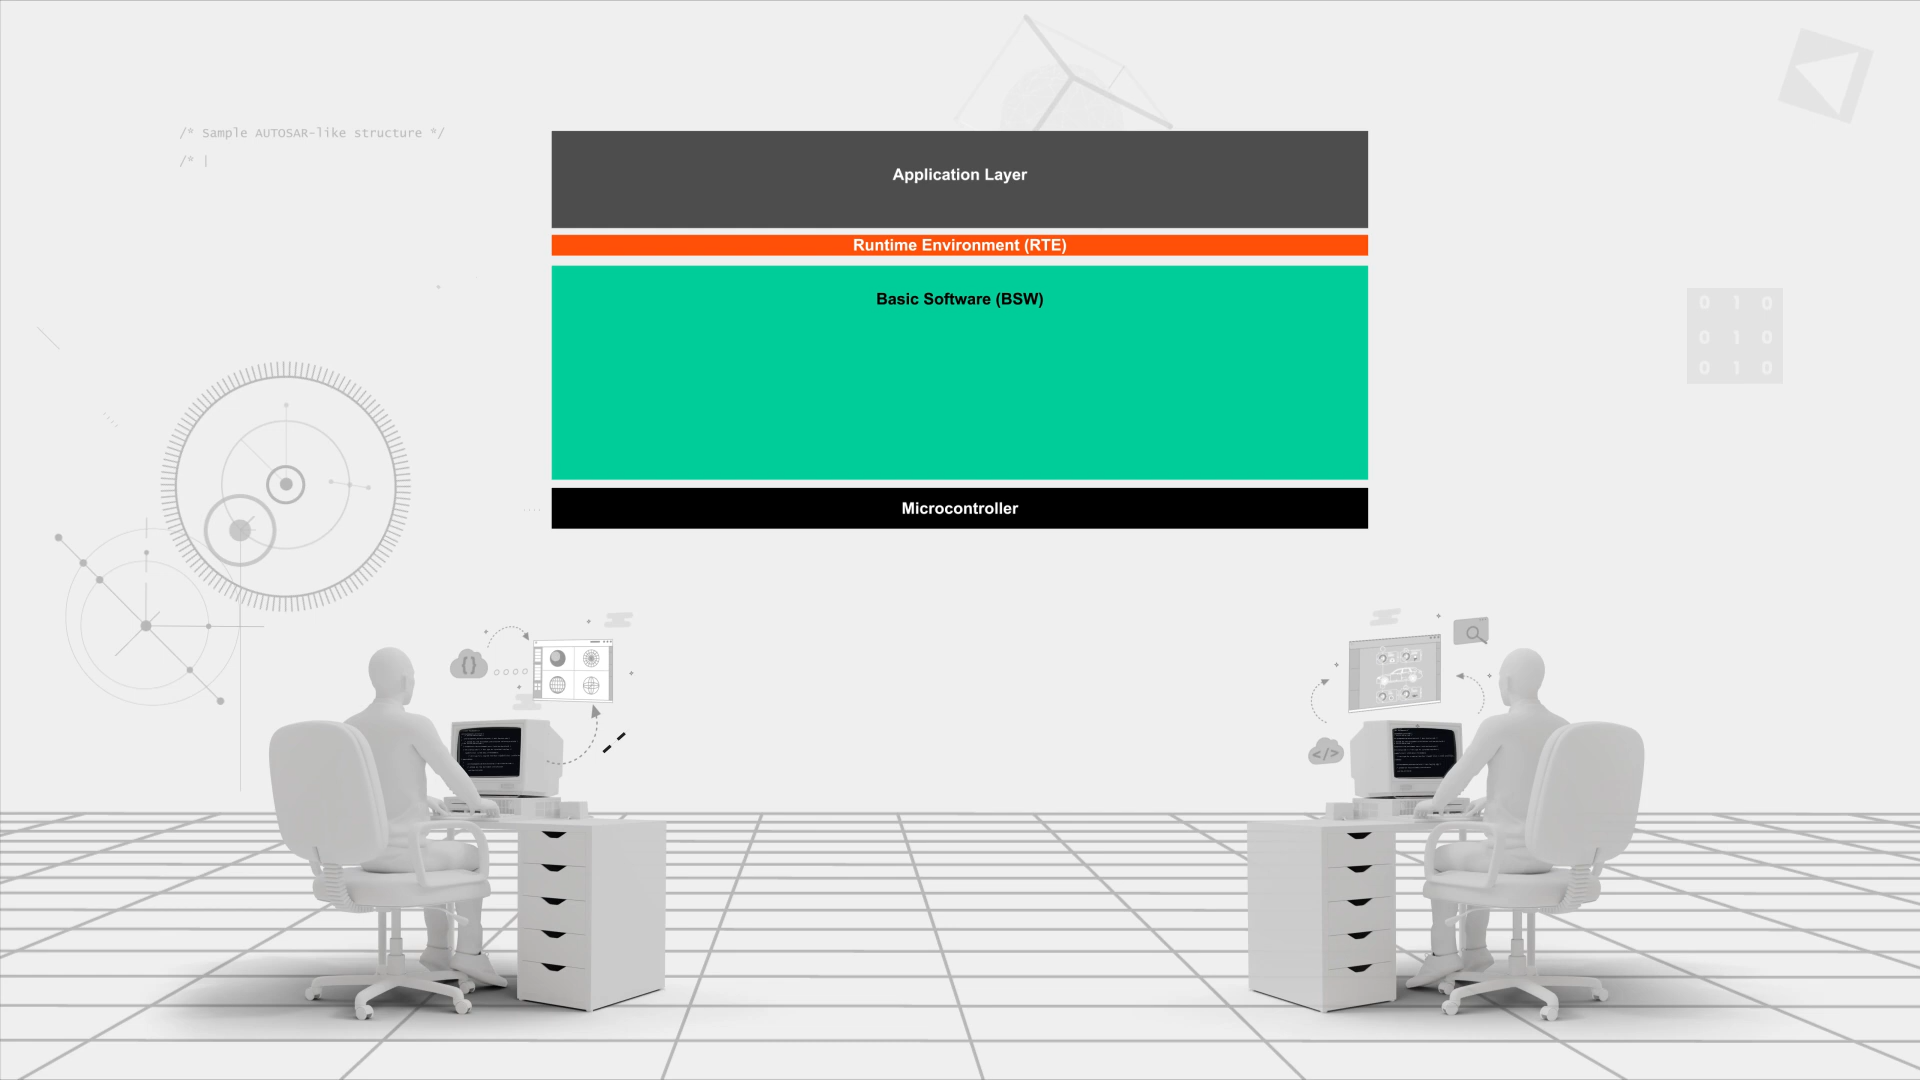 /* Sample AUTOSAR-like structure */
/* |
Application Layer
Runtime Environment (RTE)
Basic Software (BSW)
Microcontroller
0 1 0
0 1 0
0 1 0
{}
</>